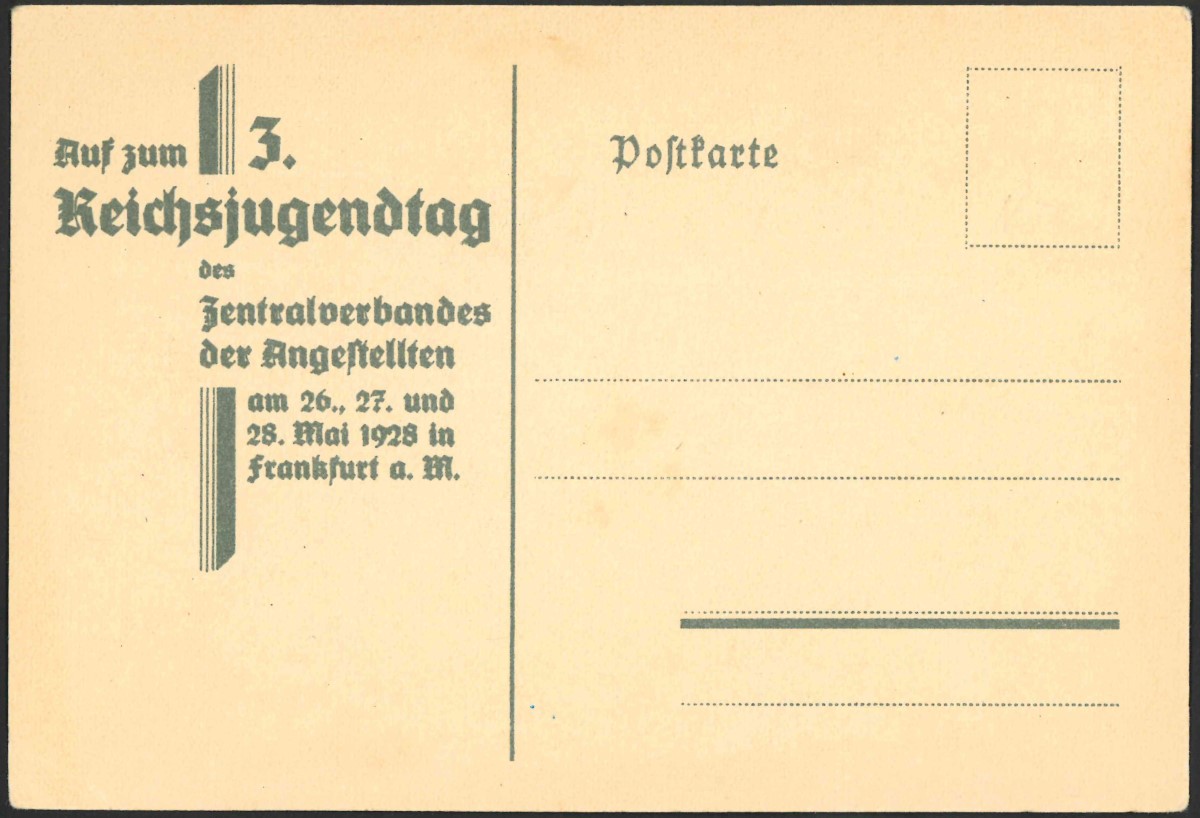 Auf zum 3.
Reichsjugendtag
des
Zentralverbandes
der Angestellten
am 26., 27. und
28. Mai 1928 in
Frankfurt a. M.
Postkarte